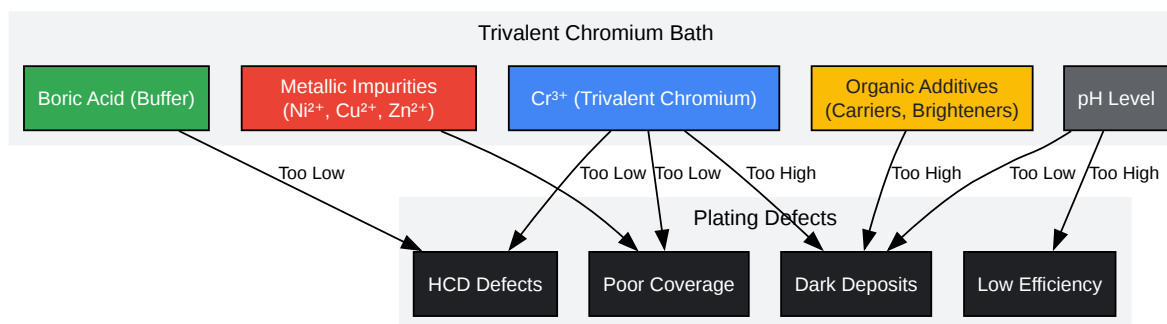 Trivalent Chromium Bath
Boric Acid (Buffer)
Metallic Impurities
(Ni²⁺, Cu²⁺, Zn²⁺)
Cr³⁺ (Trivalent Chromium)
Organic Additives
(Carriers, Brighteners)
pH Level
Too Low
Too Low
Too Low
Too High
Too High
Too Low
Too High
Plating Defects
HCD Defects
Poor Coverage
Dark Deposits
Low Efficiency